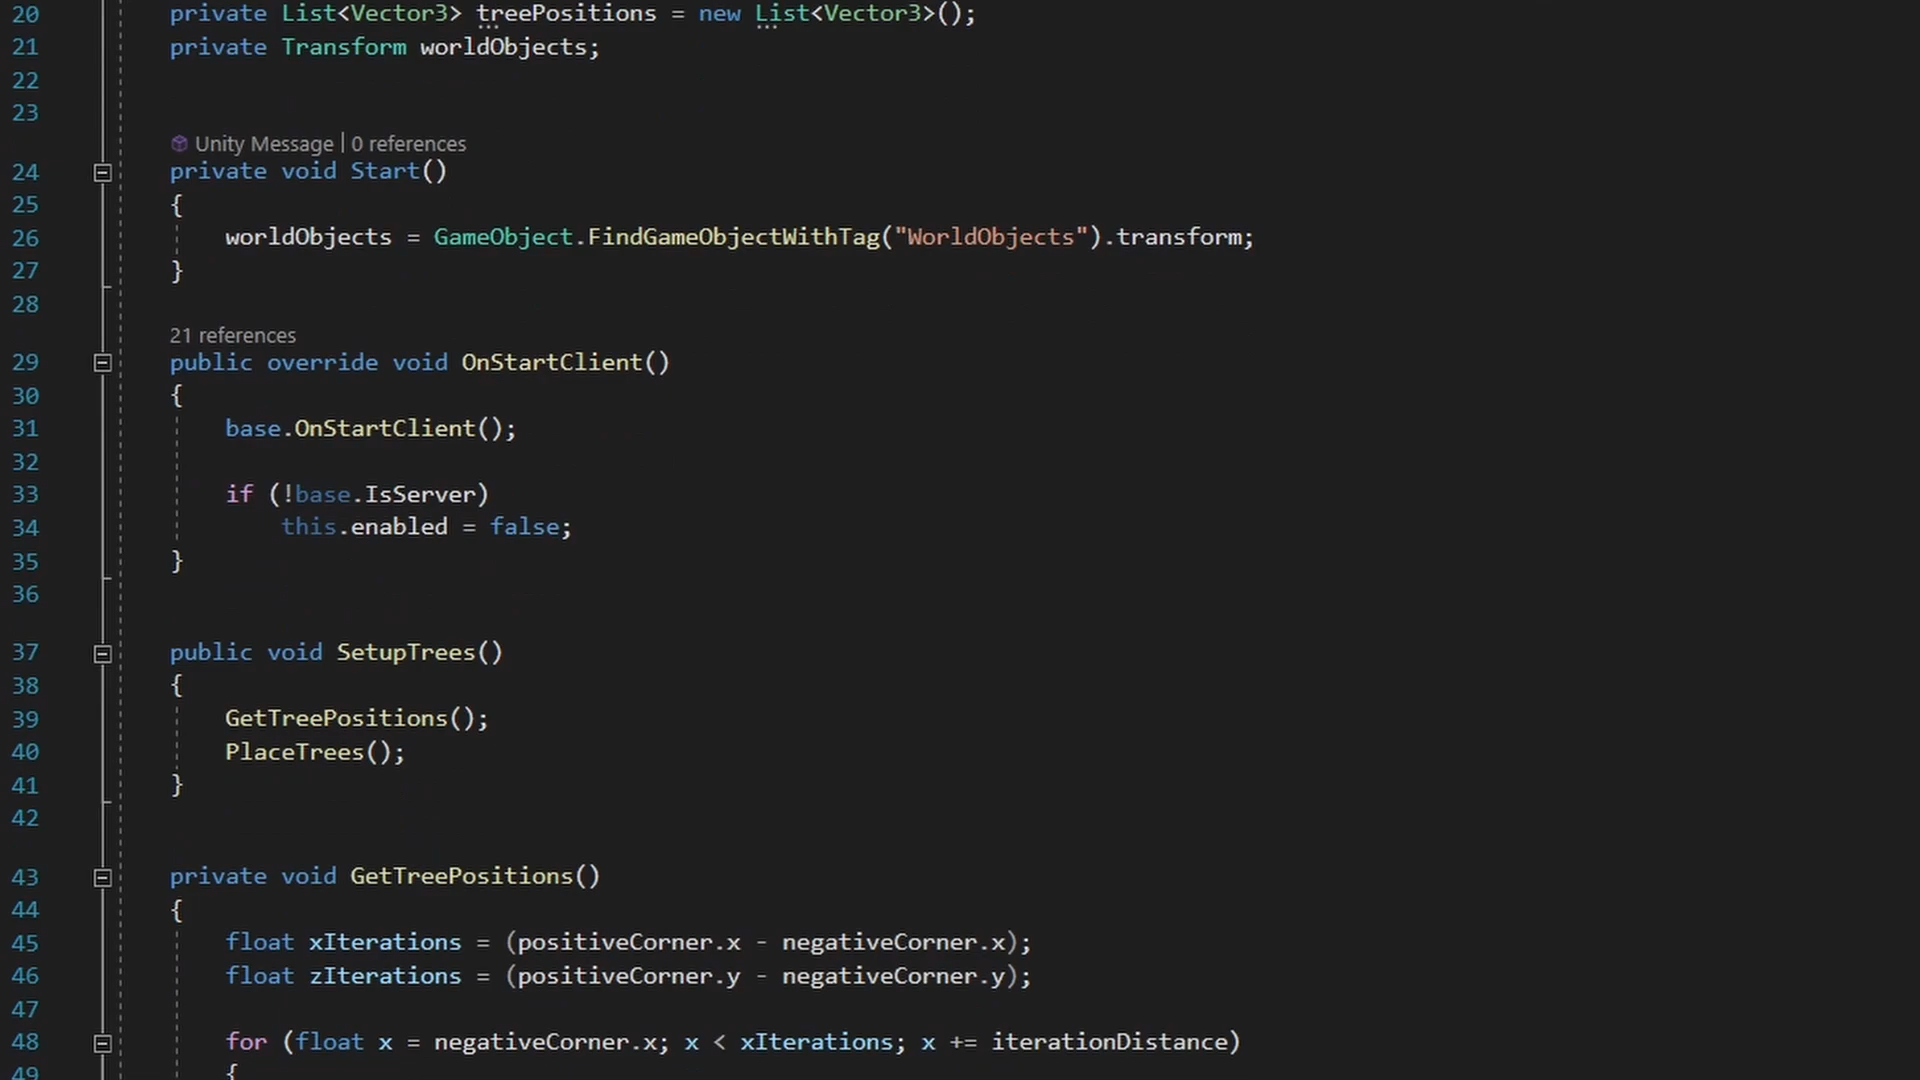 20 private List<Vector3> treePositions = new List<Vector3>();
21 private Transform worldObjects;
22
23
Unity Message | 0 references
24 private void Start()
25 {
26 worldObjects = GameObject.FindGameObjectWithTag("WorldObjects").transform;
27 }
28
21 references
29 public override void OnStartClient()
30 {
31 base.OnStartClient();
32
33 if (!base.IsServer)
34 this.enabled = false;
35 }
36
37 public void SetupTrees()
38 {
39 GetTreePositions();
40 PlaceTrees();
41 }
42
43 private void GetTreePositions()
44 {
45 float xIterations = (positiveCorner.x - negativeCorner.x);
46 float zIterations = (positiveCorner.y - negativeCorner.y);
47
48 for (float x = negativeCorner.x; x < xIterations; x += iterationDistance)
49 {